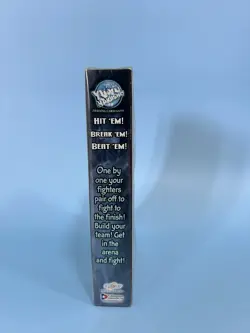 HIT 'EM!
BREAK 'EM!
BEAT 'EM!
One by
one your
fighters
pair off to
fight to
the finish!
Build your
team! Get
in the
arena
and fight!